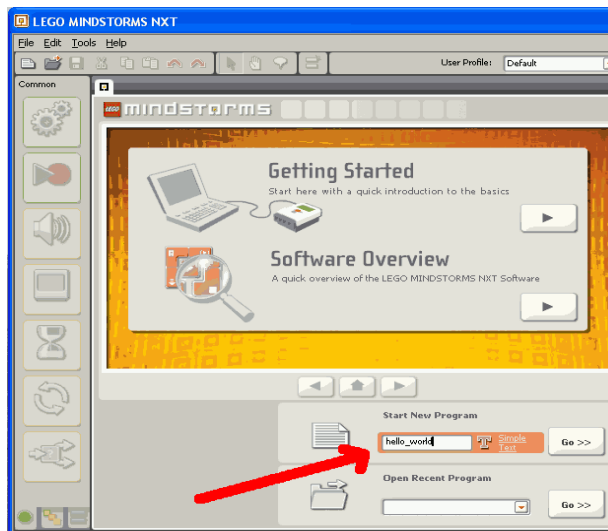 LEGO MINDSTORMS NXT
File Edit Tools Help
User Profile: Default
Common
LEGO mindstorms
Getting Started
Start here with a quick introduction to the basics
Software Overview
A quick overview of the LEGO MINDSTORMS NXT Software
Start New Program
hello_world
T Simple
Text
Go >>
Open Recent Program
Go >>